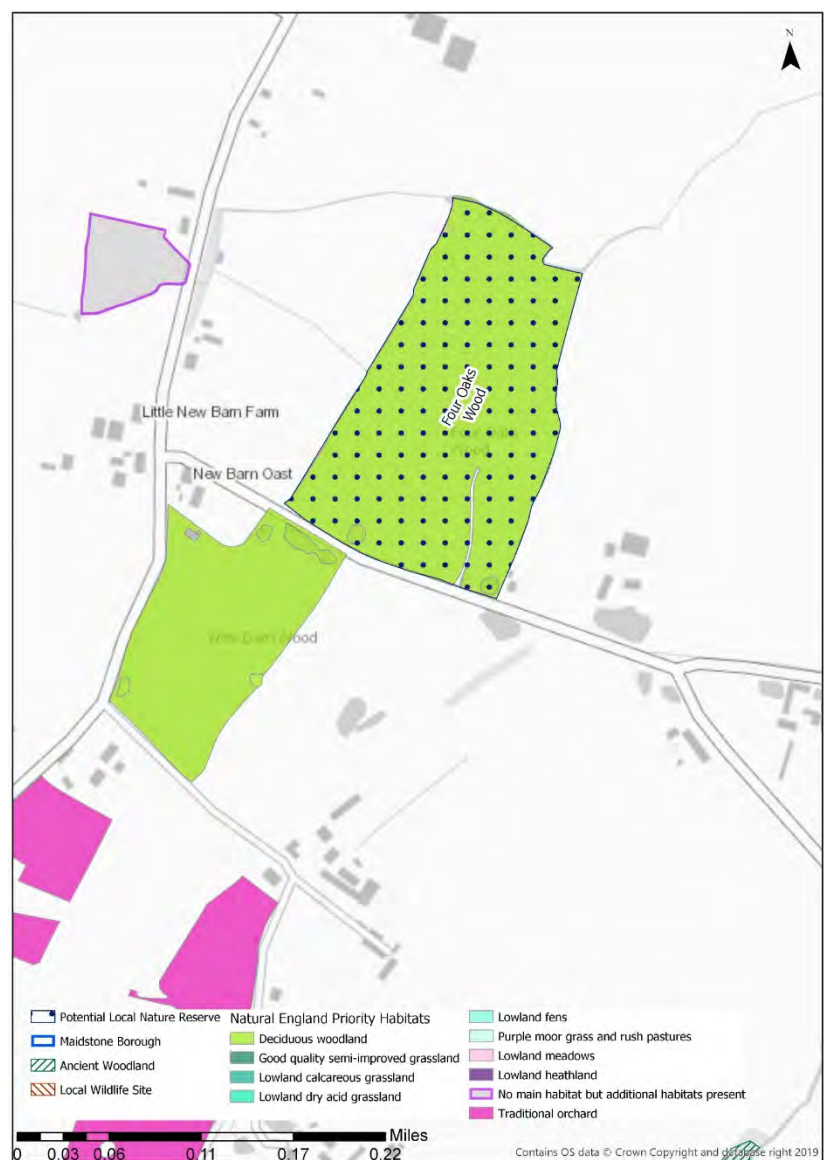 N
Little New Barn Farm
Four Oaks
Wood
New Barn Oast
New Barn Wood
Potential Local Nature Reserve
Maidstone Borough
Ancient Woodland
Local Wildlife Site
Natural England Priority Habitats
Deciduous woodland
Good quality semi-improved grassland
Lowland calcareous grassland
Lowland dry acid grassland
Lowland fens
Purple moor grass and rush pastures
Lowland meadows
Lowland heathland
No main habitat but additional habitats present
Traditional orchard
Miles
0 0.03 0.06 0.11 0.17 0.22
Contains OS data © Crown Copyright and database right 2019